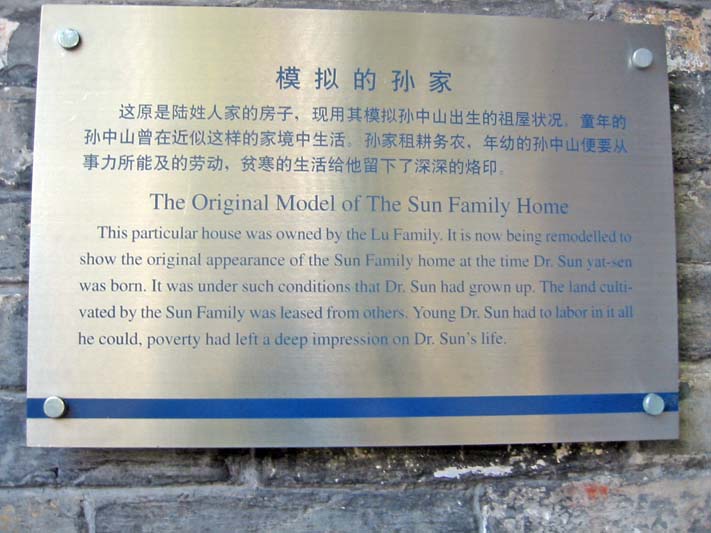 模拟的孙家
这原是陆姓人家的房子，现用其模拟孙中山出生的祖屋状况。童年的
孙中山曾在近似这样的家境中生活。孙家租耕务农，年幼的孙中山便要从
事力所能及的劳动，贫寒的生活给他留下了深深的烙印。
The Original Model of The Sun Family Home
This particular house was owned by the Lu Family. It is now being remodelled to
show the original appearance of the Sun Family home at the time Dr. Sun yat-sen
was born. It was under such conditions that Dr. Sun had grown up. The land culti-
vated by the Sun Family was leased from others. Young Dr. Sun had to labor in it all
he could, poverty had left a deep impression on Dr. Sun's life.